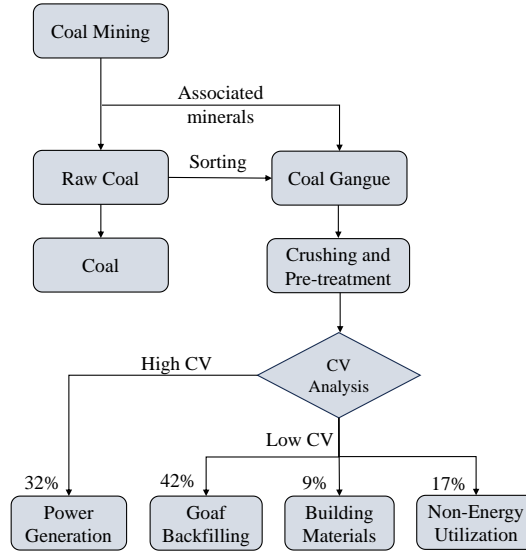 Coal Mining
Associated
minerals
Raw Coal
Sorting
Coal Gangue
Coal
Crushing and
Pre-treatment
High CV
CV
Analysis
Low CV
32%
42%
9%
17%
Power
Generation
Goaf
Backfilling
Building
Materials
Non-Energy
Utilization